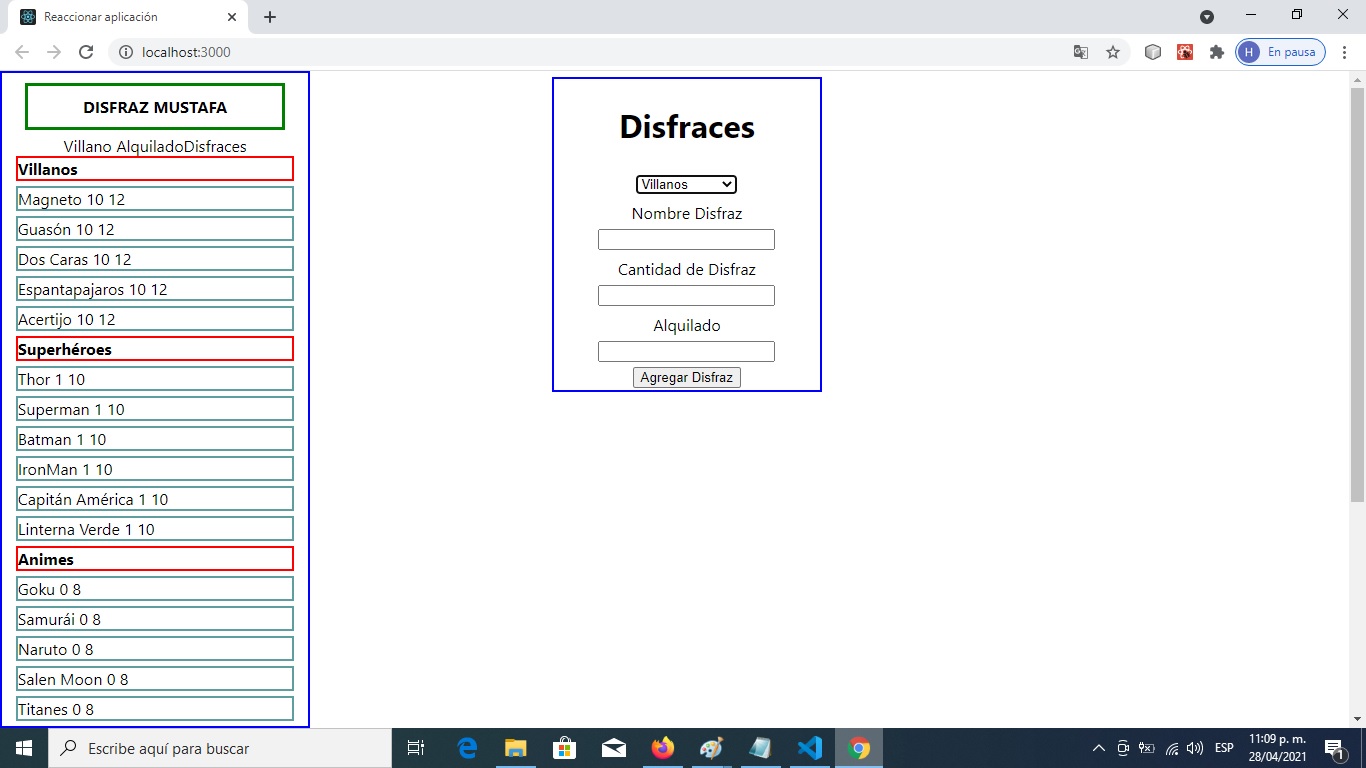 Reaccionar aplicación
localhost:3000
H En pausa
DISFRAZ MUSTAFA
Villano AlquiladoDisfraces
Villanos
Magneto 10 12
Guasón 10 12
Dos Caras 10 12
Espantapajaros 10 12
Acertijo 10 12
Superhéroes
Thor 1 10
Superman 1 10
Batman 1 10
IronMan 1 10
Capitán América 1 10
Linterna Verde 1 10
Animes
Goku 0 8
Samurái 0 8
Naruto 0 8
Salen Moon 0 8
Titanes 0 8
Disfraces
Villanos
Nombre Disfraz
Cantidad de Disfraz
Alquilado
Agregar Disfraz
Escribe aquí para buscar
ESP
11:09 p. m.
28/04/2021
1